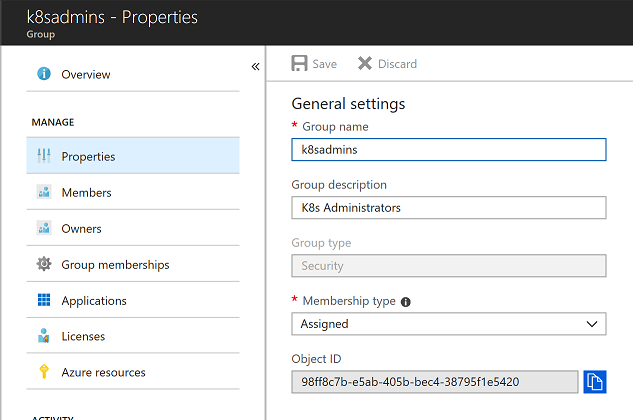 k8sadmins - Properties
Group
Overview
MANAGE
Properties
Members
Owners
Group memberships
Applications
Licenses
Azure resources
ACTIVITY
«
Save Discard
General settings
* Group name
k8sadmins
Group description
K8s Administrators
Group type
Security
* Membership type
Assigned
Object ID
98ff8c7b-e5ab-405b-bec4-38795f1e5420